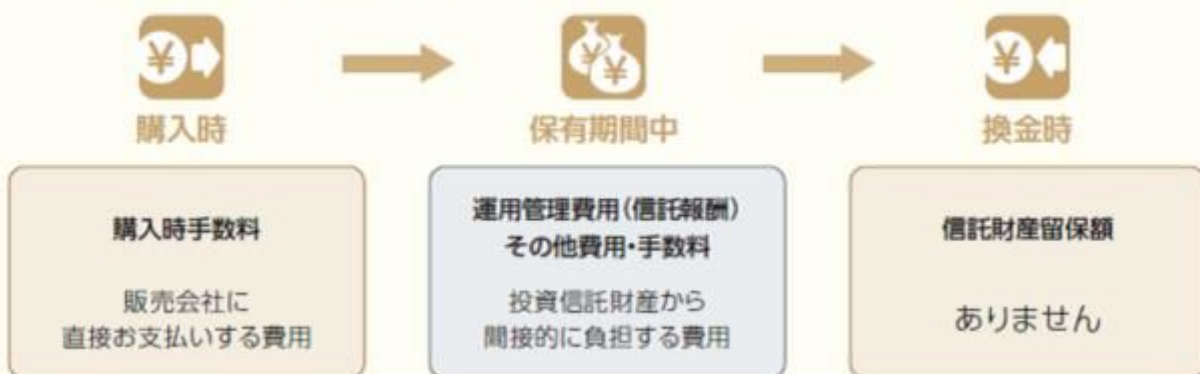 購入時
保有期間中
換金時
購入時手数料
販売会社に
直接お支払いする費用
運用管理費用(信託報酬)
その他費用・手数料
投資信託財産から
間接的に負担する費用
信託財産留保額
ありません